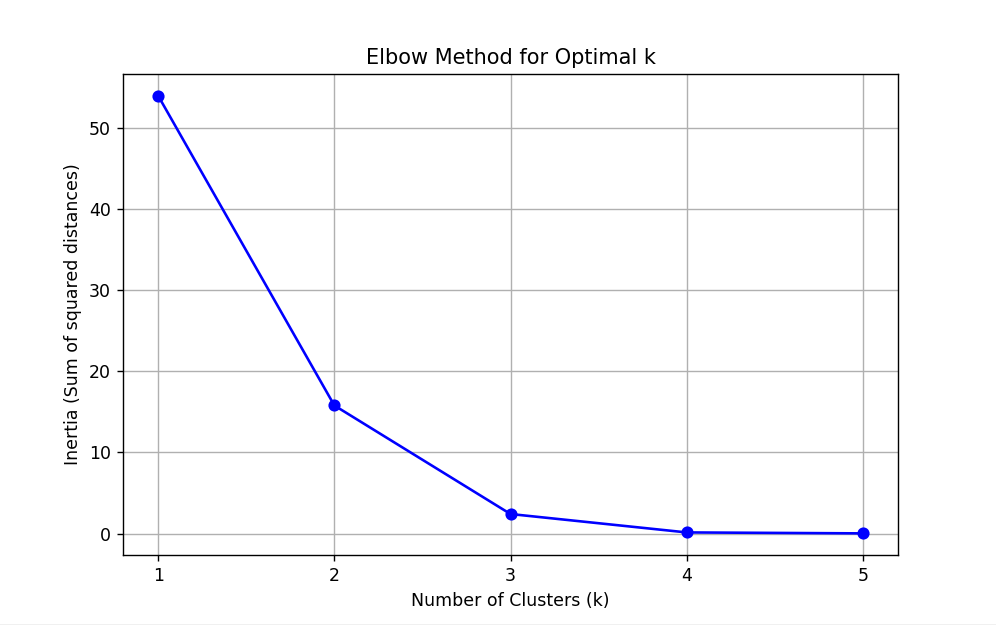 Elbow Method for Optimal k
Inertia (Sum of squared distances)
50
40
30
20
10
0
1 2 3 4 5
Number of Clusters (k)